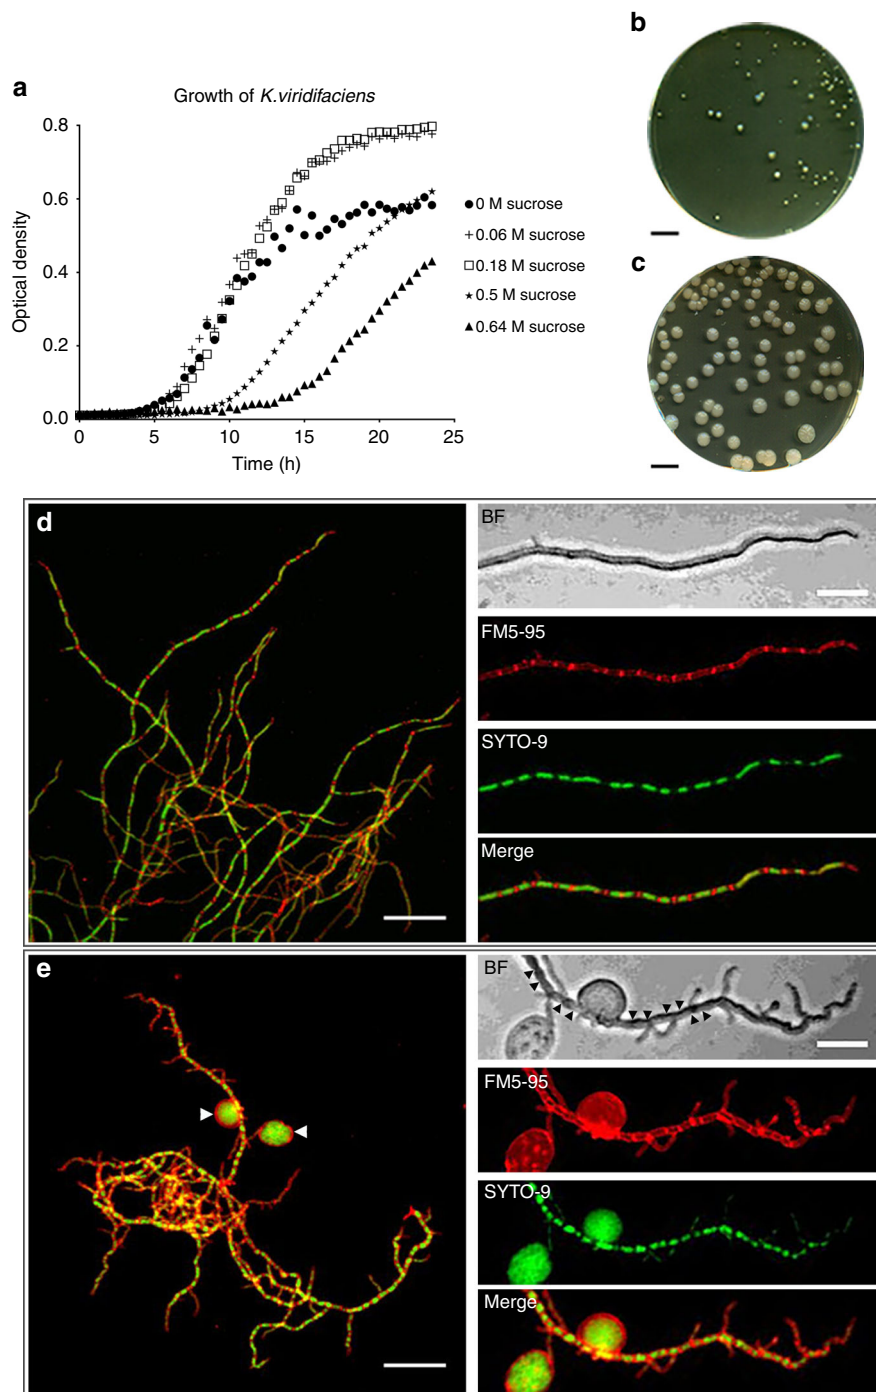 a
Growth of K.viridifaciens
Optical density
0.8
0.6
0.4
0.2
0.0
0
5
10
15
20
25
Time (h)
0 M sucrose
0.06 M sucrose
0.18 M sucrose
0.5 M sucrose
0.64 M sucrose
b
c
d
BF
FM5-95
SYTO-9
Merge
e
BF
FM5-95
SYTO-9
Merge